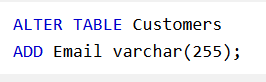 ALTER TABLE Customers
ADD Email varchar(255);